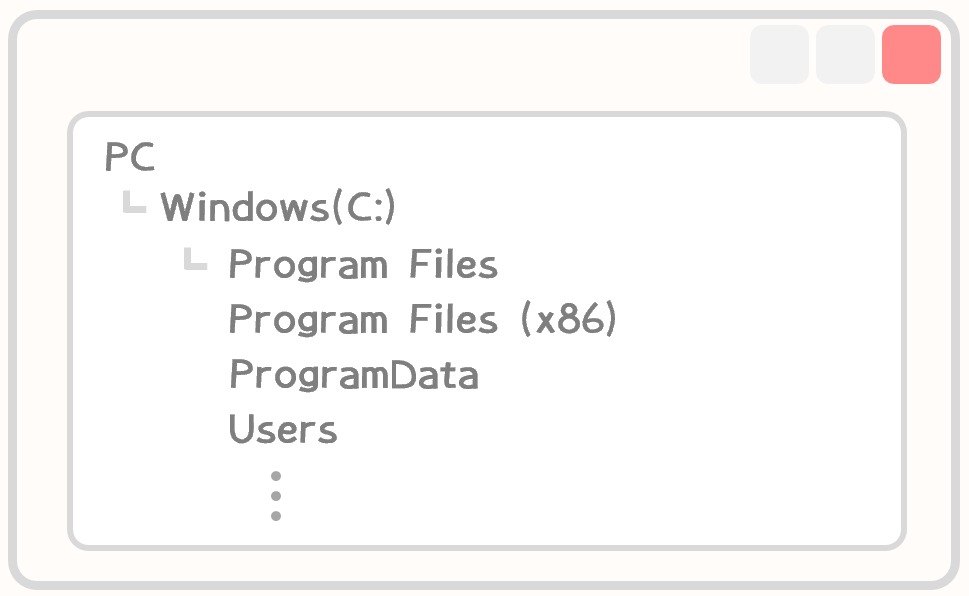 PC
Windows(C:)
Program Files
Program Files (x86)
ProgramData
Users